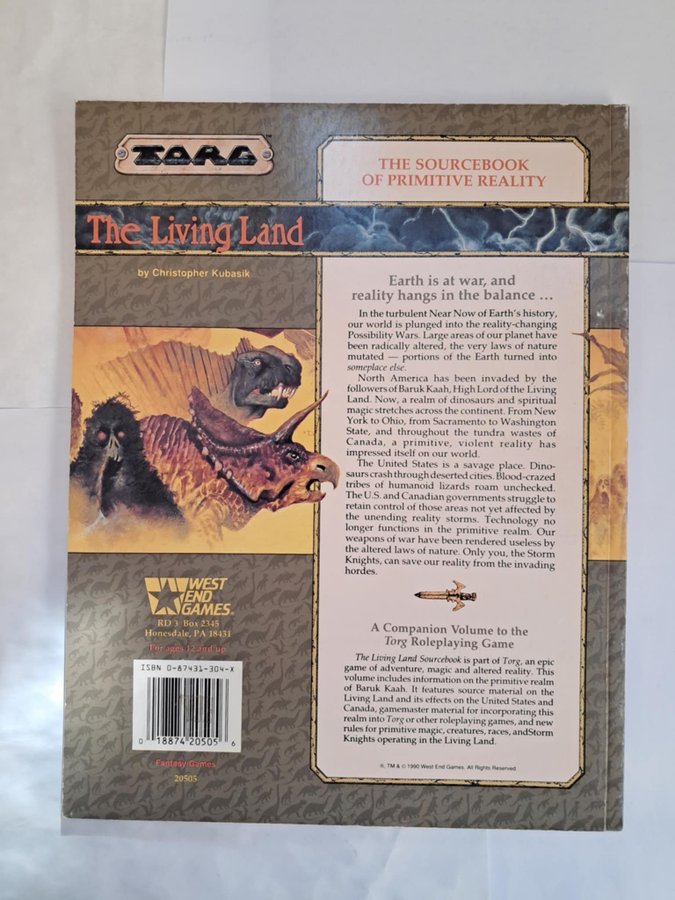 TORG™
THE SOURCEBOOK
OF PRIMITIVE REALITY
The Living Land
by Christopher Kubasik
Earth is at war, and
reality hangs in the balance ...
In the turbulent Near Now of Earth's history,
our world is plunged into the reality-changing
Possibility Wars. Large areas of our planet have
been radically altered, the very laws of nature
mutated — portions of the Earth turned into
someplace else.
North America has been invaded by the
followers of Baruk Kaah, High Lord of the Living
Land. Now, a realm of dinosaurs and spiritual
magic stretches across the continent. From New
York to Ohio, from Sacramento to Washington
State, and throughout the tundra wastes of
Canada, a primitive, violent reality has
impressed itself on our world.
The United States is a savage place. Dino-
saurs crash through deserted cities. Blood-crazed
tribes of humanoid lizards roam unchecked.
The U.S. and Canadian governments struggle to
retain control of those areas not yet affected by
the unending reality storms. Technology no
longer functions in the primitive realm. Our
weapons of war have been rendered useless by
the altered laws of nature. Only you, the Storm
Knights, can save our reality from the invading
hordes.
A Companion Volume to the
Torg Roleplaying Game
The Living Land Sourcebook is part of Torg, an epic
game of adventure, magic and altered reality. This
volume includes information on the primitive realm
of Baruk Kaah. It features source material on the
Living Land and its effects on the United States and
Canada, gamemaster material for incorporating this
realm into Torg or other roleplaying games, and new
rules for primitive magic, creatures, races, andStorm
Knights operating in the Living Land.
®, TM & © 1990 West End Games. All Rights Reserved.
WEST
END
GAMES
RD 3 Box 2345
Honesdale, PA 18431
For ages 12 and up
ISBN 0-87431-304-X
0 18874 20505 6
Fantasy/Games
20505